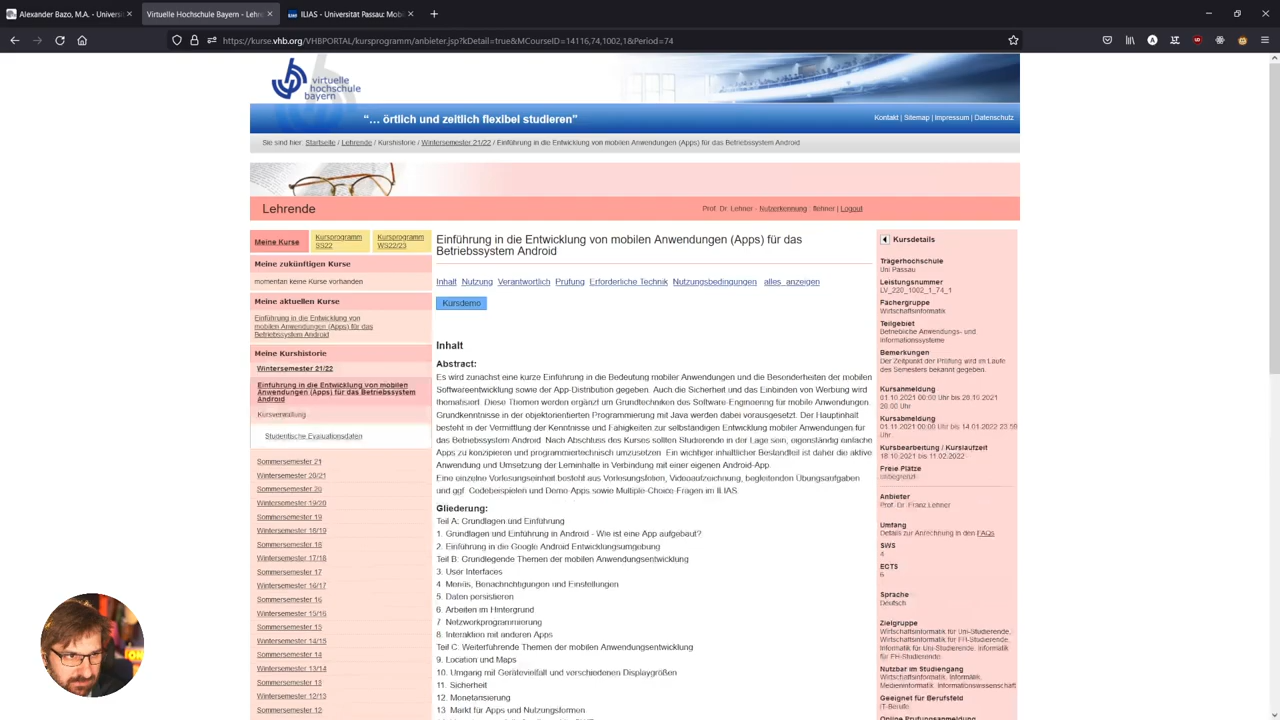 Alexander Bazo, M.A. - Universi
Virtuelle Hochschule Bayern - Lehre
ILIAS - Universität Passau: Mobi
https://kurse.vhb.org/VHBPORTAL/kursprogramm/anbieter.jsp?kDetail=true&MCourseID=14116,74,1002,1&Period=74
virtuelle
hochschule
bayern
“... örtlich und zeitlich flexibel studieren”
Kontakt | Sitemap | Impressum | Datenschutz
Sie sind hier: Startseite / Lehrende / Kurshistorie / Wintersemester 21/22 / Einführung in die Entwicklung von mobilen Anwendungen (Apps) für das Betriebssystem Android
Lehrende
Prof. Dr. Lehner - Nutzerkennung : flehner | Logout
Meine Kurse
Kursprogramm
SS22
Kursprogramm
WS22/23
Meine zukünftigen Kurse
momentan keine Kurse vorhanden
Meine aktuellen Kurse
Einführung in die Entwicklung von
mobilen Anwendungen (Apps) für das
Betriebssystem Android
Meine Kurshistorie
Wintersemester 21/22
Einführung in die Entwicklung von mobilen
Anwendungen (Apps) für das Betriebssystem
Android
Kursverwaltung
Studentische Evaluationsdaten
Sommersemester 21
Wintersemester 20/21
Sommersemester 20
Wintersemester 19/20
Sommersemester 19
Wintersemester 18/19
Sommersemester 18
Wintersemester 17/18
Sommersemester 17
Wintersemester 16/17
Sommersemester 16
Wintersemester 15/16
Sommersemester 15
Wintersemester 14/15
Sommersemester 14
Wintersemester 13/14
Sommersemester 13
Wintersemester 12/13
Sommersemester 12
Einführung in die Entwicklung von mobilen Anwendungen (Apps) für das
Betriebssystem Android
Inhalt Nutzung Verantwortlich Prüfung Erforderliche Technik Nutzungsbedingungen alles anzeigen
Kursdemo
Inhalt
Abstract:
Es wird zunächst eine kurze Einführung in die Bedeutung mobiler Anwendungen und die Besonderheiten der mobilen
Softwareentwicklung sowie der App-Distribution gegeben. Auch die Sicherheit und das Einbinden von Werbung wird
thematisiert. Diese Themen werden ergänzt um Grundtechniken des Software-Engineering für mobile Anwendungen.
Grundkenntnisse in der objektorientierten Programmierung mit Java werden dabei vorausgesetzt. Der Hauptinhalt
besteht in der Vermittlung der Kenntnisse und Fähigkeiten zur selbständigen Entwicklung mobiler Anwendungen für
das Betriebssystem Android. Nach Abschluss des Kurses sollten Studierende in der Lage sein, eigenständig einfache
Apps zu konzipieren und programmiertechnisch umzusetzen. Ein wichtiger inhaltlicher Bestandteil ist daher die aktive
Anwendung und Umsetzung der Lerninhalte in Verbindung mit einer eigenen Android-App.
Eine einzelne Vorlesungseinheit besteht aus Vorlesungsfolien, Videoaufzeichnung, begleitenden Übungsaufgaben
und ggf. Codebeispielen und Demo-Apps sowie Multiple-Choice-Fragen im ILIAS.
Gliederung:
Teil A: Grundlagen und Einführung
1. Grundlagen und Einführung in Android - Wie ist eine App aufgebaut?
2. Einführung in die Google Android Entwicklungsumgebung
Teil B: Grundlegende Themen der mobilen Anwendungsentwicklung
3. User Interfaces
4. Menüs, Benachrichtigungen und Einstellungen
5. Daten persistieren
6. Arbeiten im Hintergrund
7. Netzwerkprogrammierung
8. Interaktion mit anderen Apps
Teil C: Weiterführende Themen der mobilen Anwendungsentwicklung
9. Location und Maps
10. Umgang mit Gerätevielfalt und verschiedenen Displaygrößen
11. Sicherheit
12. Monetarisierung
13. Markt für Apps und Nutzungsformen
Kursdetails
Trägerhochschule
Uni Passau
Leistungsnummer
LV_220_1002_1_74_1
Fächergruppe
Wirtschaftsinformatik
Teilgebiet
Betriebliche Anwendungs- und
Informationssysteme
Bemerkungen
Der Zeitpunkt der Prüfung wird im Laufe
des Semesters bekannt gegeben.
Kursanmeldung
01.10.2021 00:00 Uhr bis 28.10.2021
20:00 Uhr
Kursabmeldung
01.11.2021 00:00 Uhr bis 14.01.2022 23:59
Uhr
Kursbearbeitung / Kurslaufzeit
18.10.2021 bis 11.02.2022
Freie Plätze
unbegrenzt
Anbieter
Prof. Dr. Franz Lehner
Umfang
Details zur Anrechnung in den FAQs
SWS
4
ECTS
6
Sprache
Deutsch
Zielgruppe
Wirtschaftsinformatik für Uni-Studierende,
Wirtschaftsinformatik für FH-Studierende,
Informatik für Uni-Studierende, Informatik
für FH-Studierende.
Nutzbar im Studiengang
Wirtschaftsinformatik, Informatik,
Medieninformatik, Informationswissenschaft
Geeignet für Berufsfeld
IT-Berufe
Online Prüfungsanmeldung